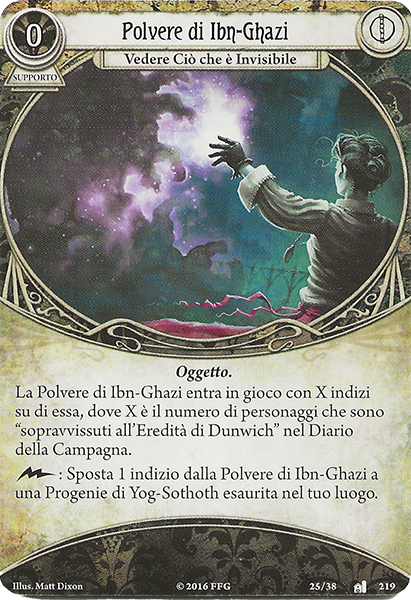 0
Polvere di Ibn-Ghazi
Vedere Ciò che è Invisibile
SUPPORTO
Oggetto.
La Polvere di Ibn-Ghazi entra in gioco con X indizi
su di essa, dove X è il numero di personaggi che sono
“sopravvissuti all’Eredità di Dunwich” nel Diario
della Campagna.
: Sposta 1 indizio dalla Polvere di Ibn-Ghazi a
una Progenie di Yog-Sothoth esaurita nel tuo luogo.
Illus. Matt Dixon © 2016 FFG 25/38 219